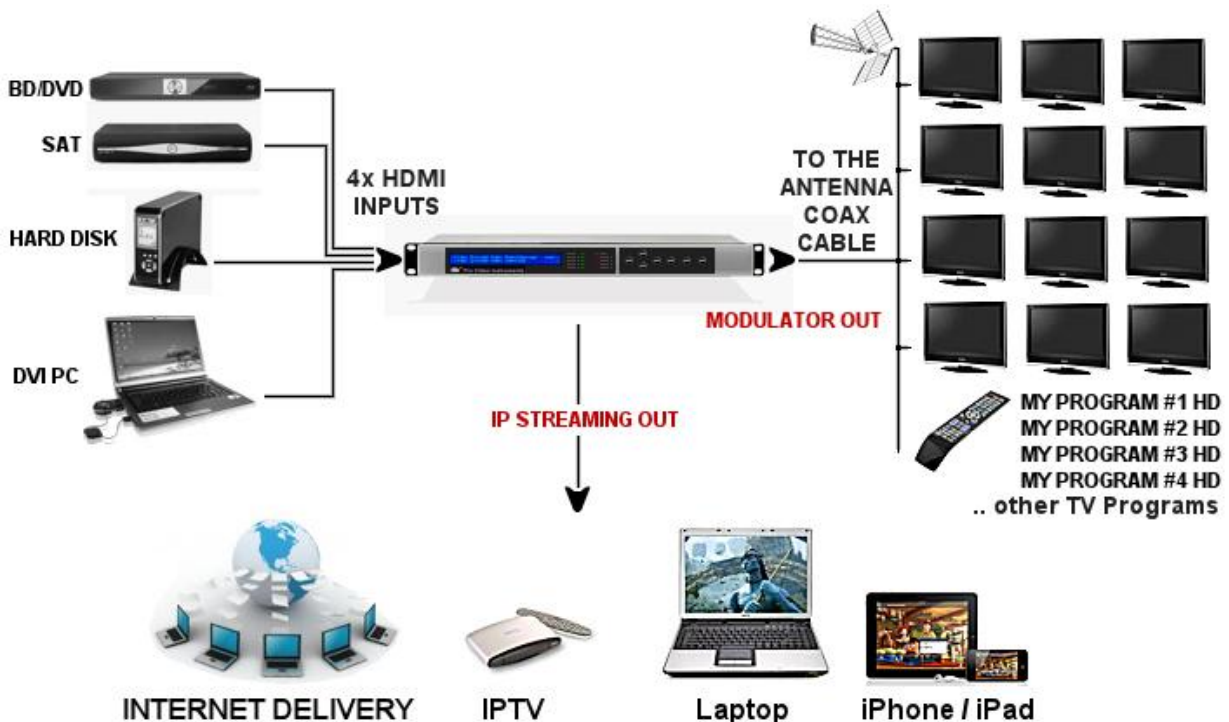 BD/DVD
SAT
HARD DISK
DVI PC
4x HDMI
INPUTS
TO THE
ANTENNA
COAX
CABLE
MODULATOR OUT
IP STREAMING OUT
MY PROGRAM #1 HD
MY PROGRAM #2 HD
MY PROGRAM #3 HD
MY PROGRAM #4 HD
.. other TV Programs
INTERNET DELIVERY
IPTV
Laptop
iPhone / iPad